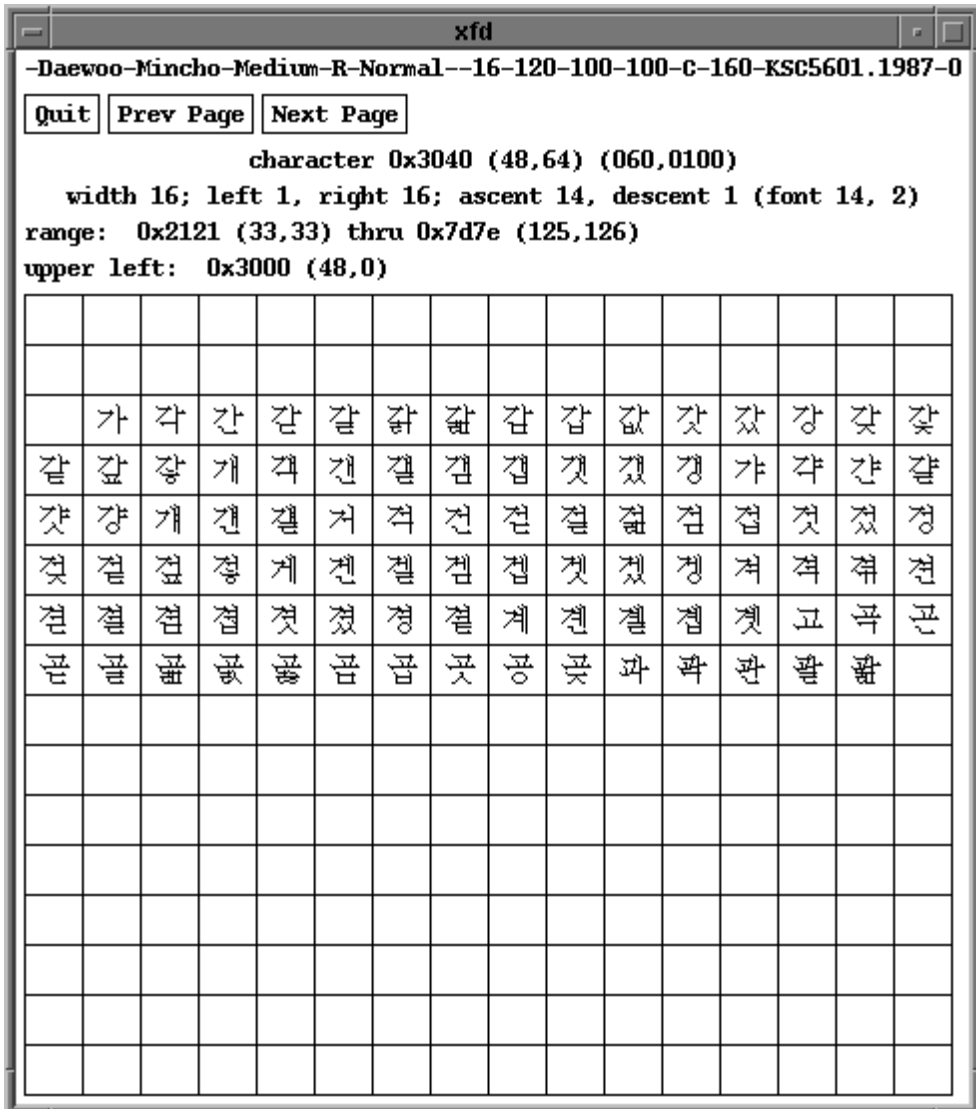 xfd
-Daewoo-Mincho-Medium-R-Normal--16-120-100-100-C-160-KSC5601.1987-0
Quit Prev Page Next Page
character 0x3040 (48,64) (060,0100)
width 16; left 1, right 16; ascent 14, descent 1 (font 14, 2)
range: 0x2121 (33,33) thru 0x7d7e (125,126)
upper left: 0x3000 (48,0)
가 각 간 갇 갈 갉 갊 감 갑 값 갓 갔 강 갖 갗
같 갚 갛 개 객 갠 갤 갬 갭 갯 갰 갱 갸 갹 갼 걀
걋 걍 걔 걘 걜 거 걱 건 걷 걸 걺 검 겁 것 겄 겅
겆 겉 겊 겋 게 겐 겔 겜 겝 겟 겠 겡 겨 격 겪 견
겯 결 겸 겹 겻 겼 경 곁 계 곈 곌 곕 곗 고 곡 곤
곧 골 곪 곬 곯 곰 곱 곳 공 곶 과 곽 관 괄 괆